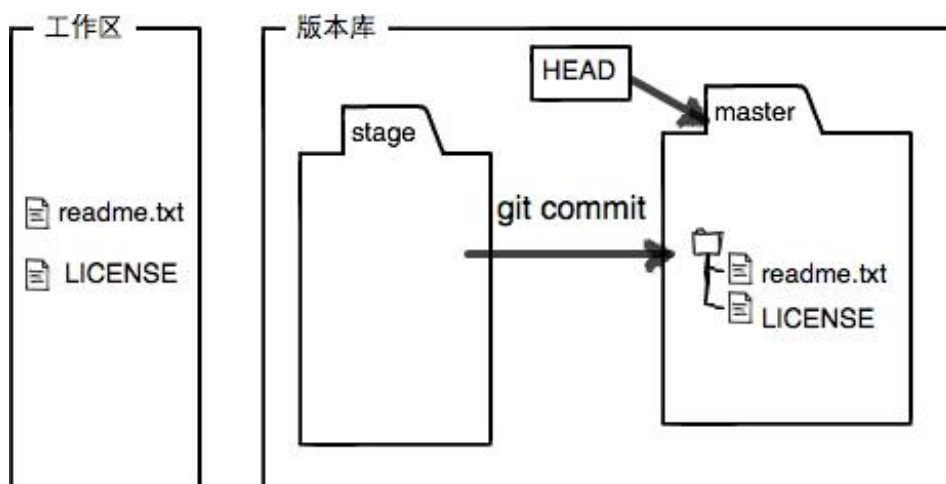 工作区
版本库
HEAD
stage
master
git commit
readme.txt
LICENSE
readme.txt
LICENSE